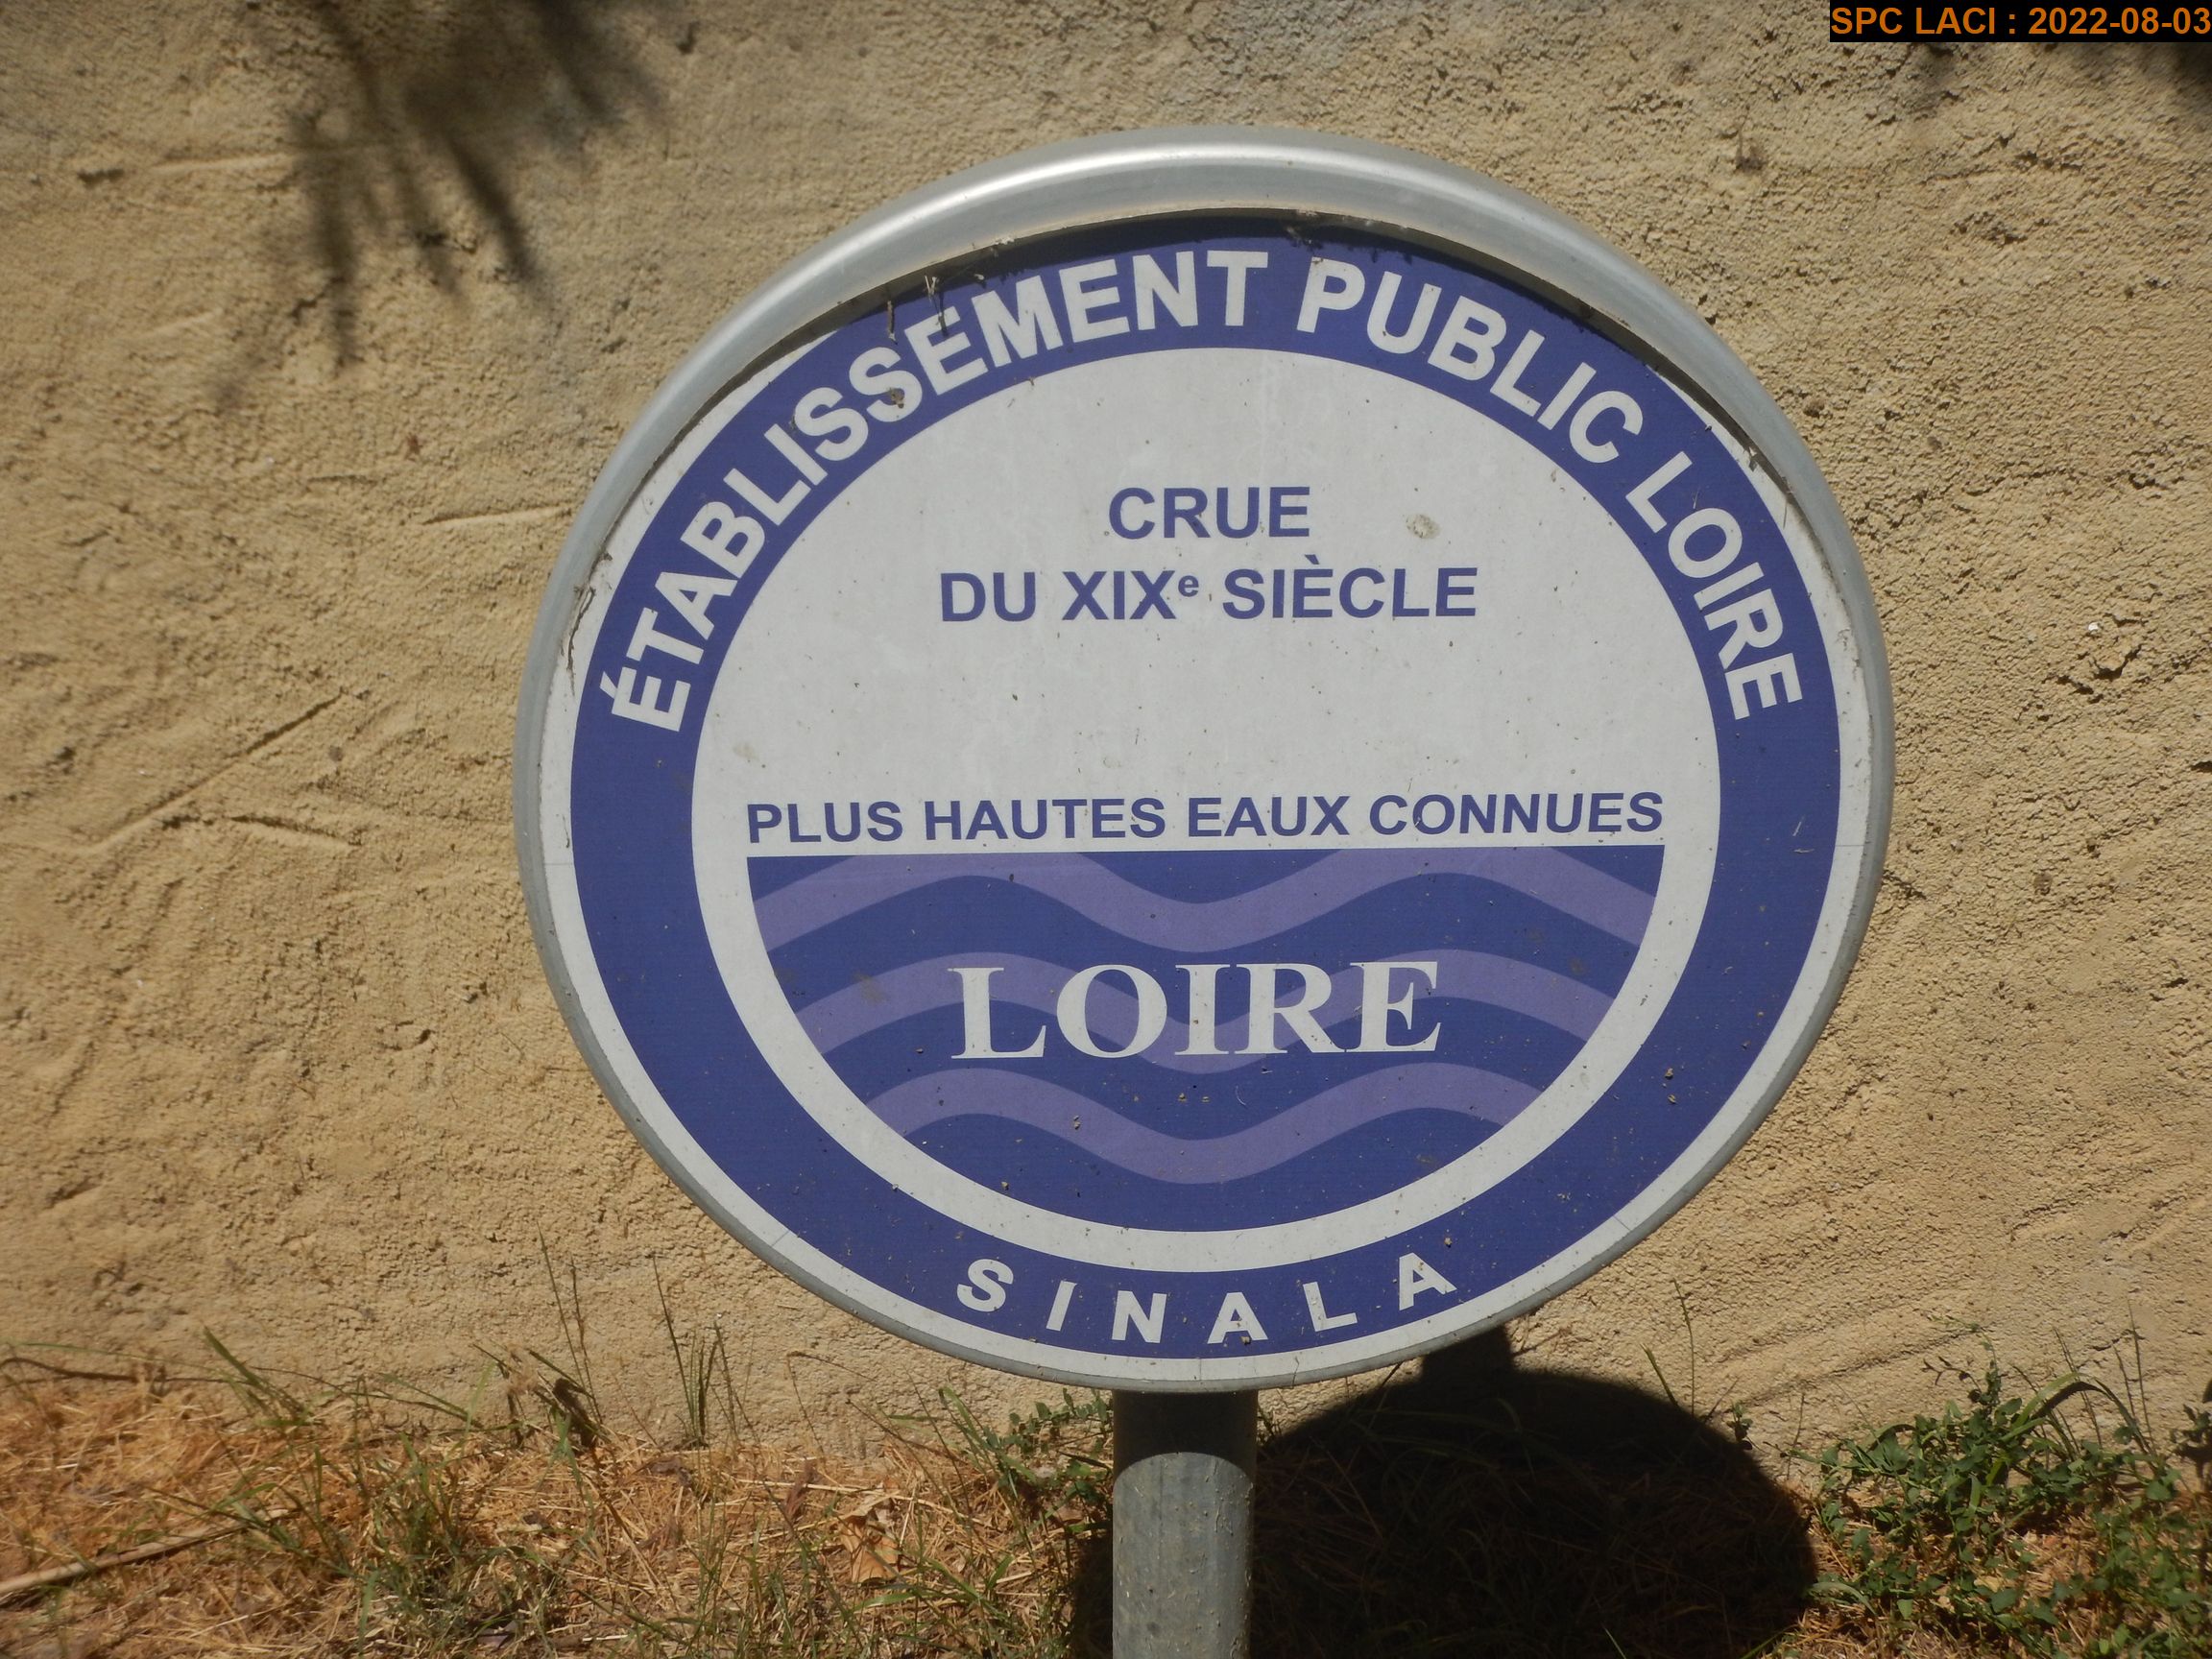 SPC LACI : 2022-08-03
ÉTABLISSEMENT PUBLIC LOIRE
CRUE
DU XIXe SIÈCLE
PLUS HAUTES EAUX CONNUES
LOIRE
SINALA